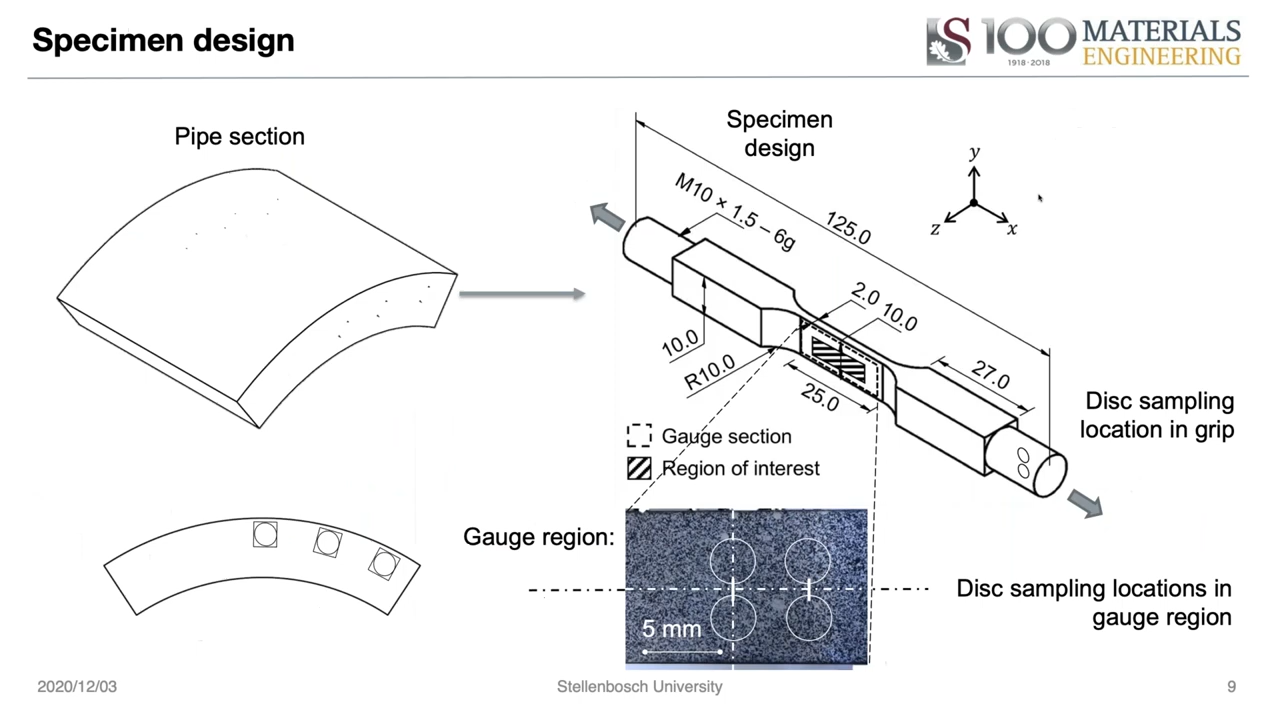 Specimen design
S 100
1918 · 2018
MATERIALS
ENGINEERING
Pipe section
Specimen
design
y
z
x
M10 × 1.5 – 6g
125.0
2.0
10.0
10.0
R10.0
25.0
27.0
Disc sampling
location in grip
Gauge section
Region of interest
Gauge region:
5 mm
Disc sampling locations in
gauge region
2020/12/03
Stellenbosch University
9